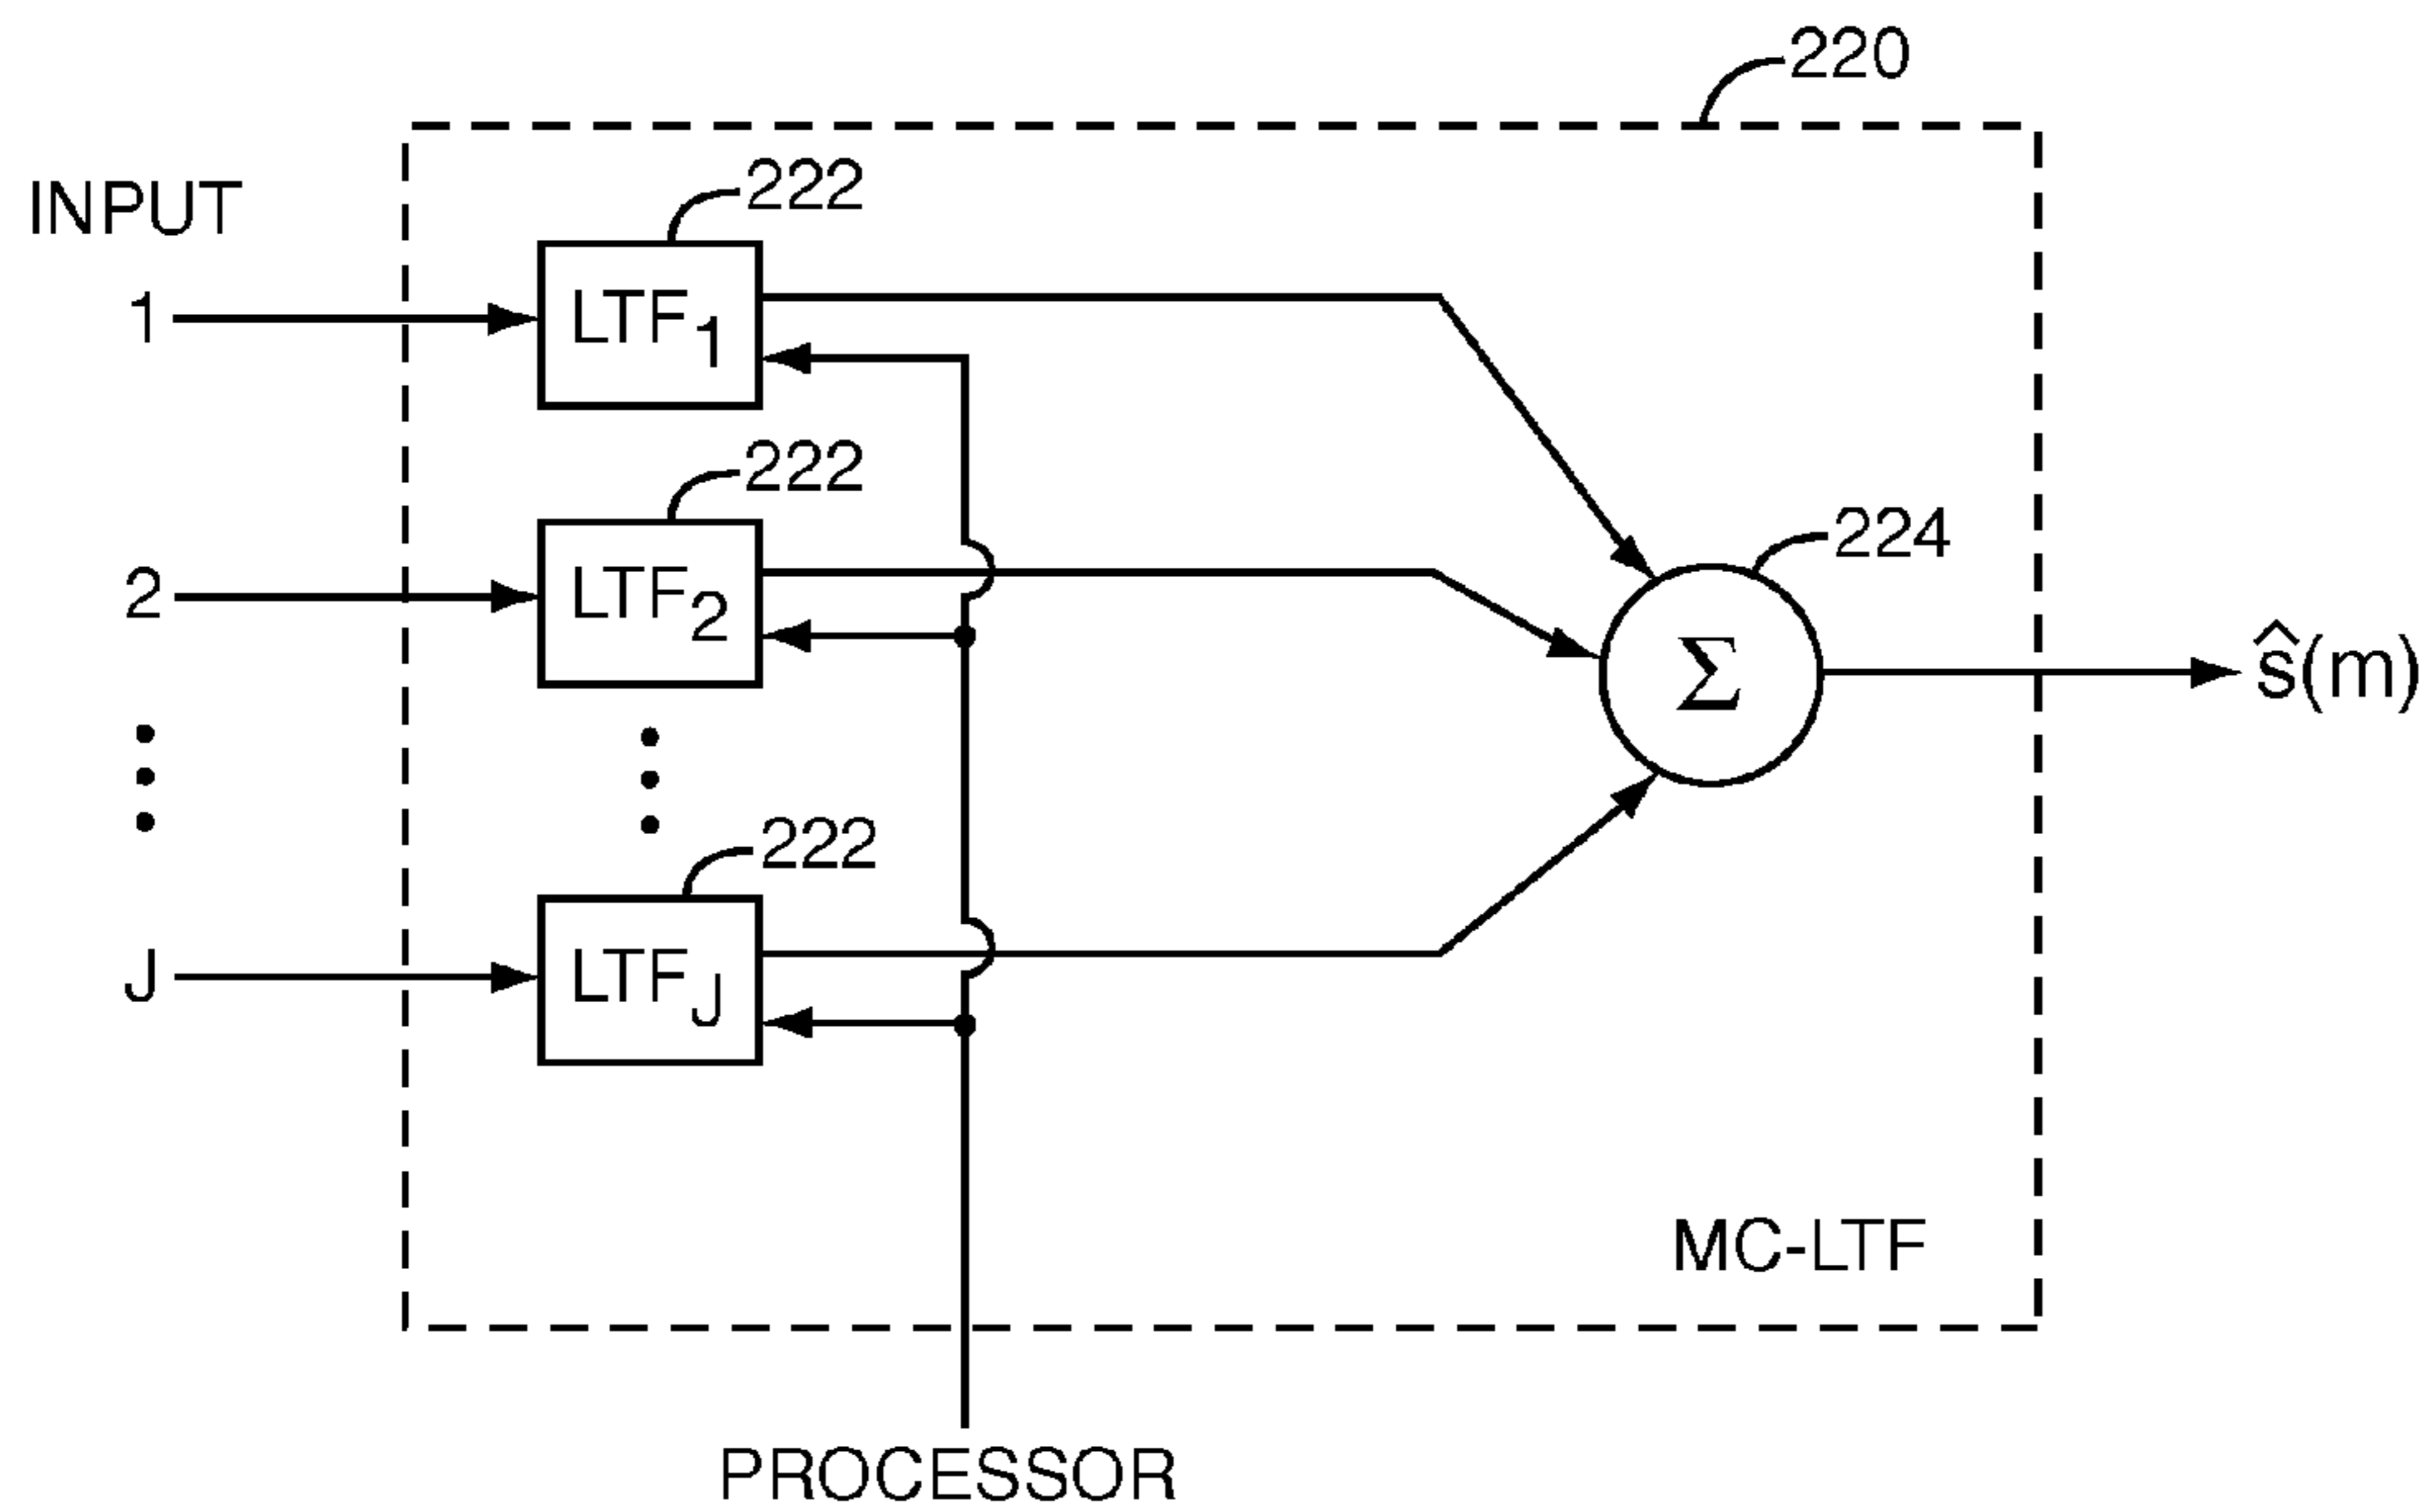 220
222
INPUT
1
LTF1
222
2
LTF2
224
Σ
ŝ(m)
222
J
LTFJ
MC-LTF
PROCESSOR